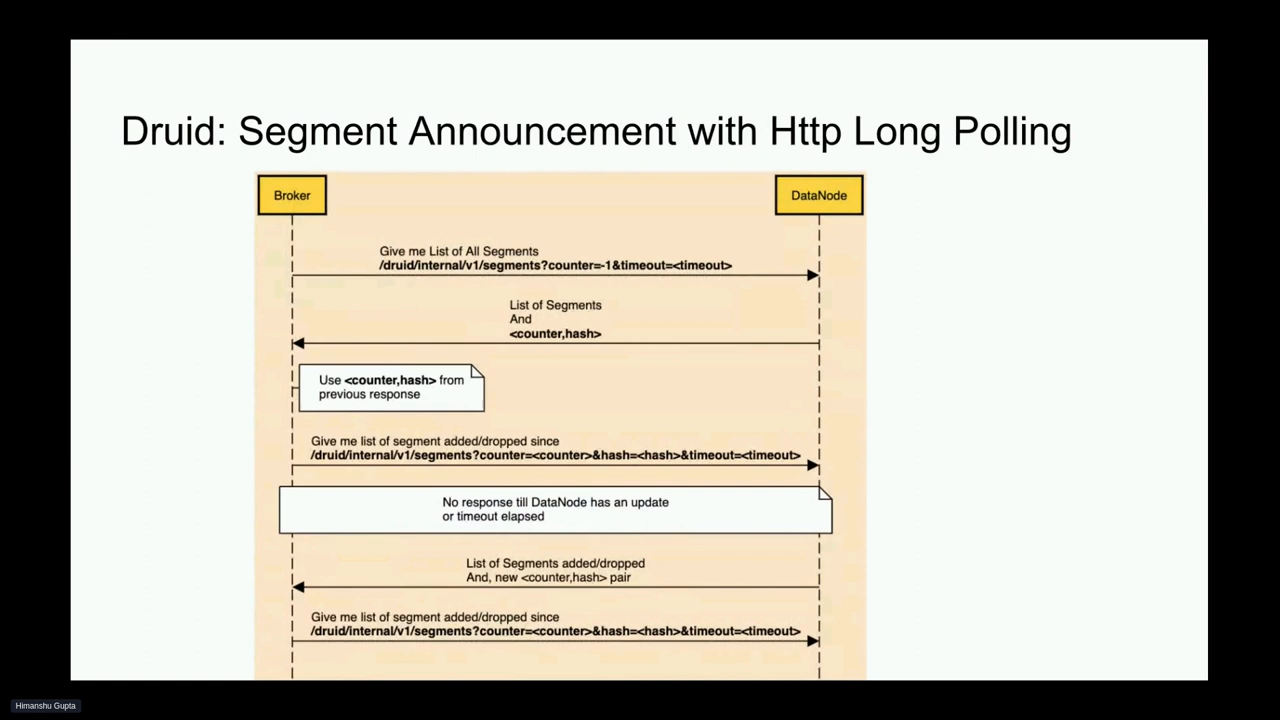 Druid: Segment Announcement with Http Long Polling
Broker
DataNode
Give me List of All Segments
/druid/internal/v1/segments?counter=-1&timeout=<timeout>
List of Segments
And
<counter,hash>
Use <counter,hash> from
previous response
Give me list of segment added/dropped since
/druid/internal/v1/segments?counter=<counter>&hash=<hash>&timeout=<timeout>
No response till DataNode has an update
or timeout elapsed
List of Segments added/dropped
And, new <counter,hash> pair
Give me list of segment added/dropped since
/druid/internal/v1/segments?counter=<counter>&hash=<hash>&timeout=<timeout>
Himanshu Gupta